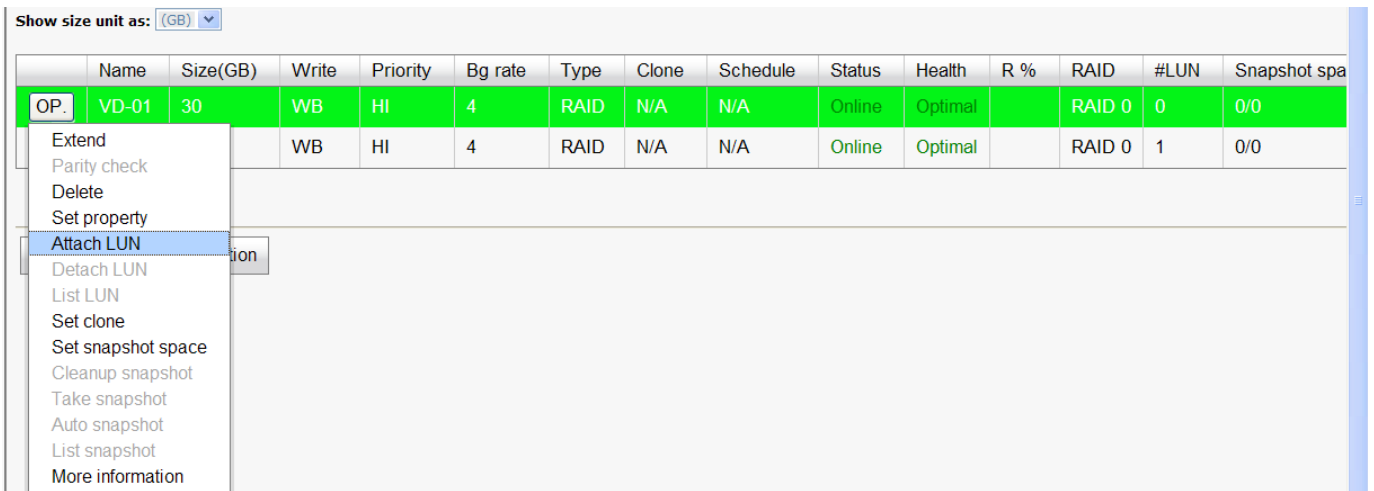 Show size unit as: (GB)
Name Size(GB) Write Priority Bg rate Type Clone Schedule Status Health R % RAID #LUN Snapshot spa
OP. VD-01 30 WB HI 4 RAID N/A N/A Online Optimal RAID 0 0 0/0
WB HI 4 RAID N/A N/A Online Optimal RAID 0 1 0/0
Extend
Parity check
Delete
Set property
Attach LUN
Detach LUN
List LUN
Set clone
Set snapshot space
Cleanup snapshot
Take snapshot
Auto snapshot
List snapshot
More information
tion